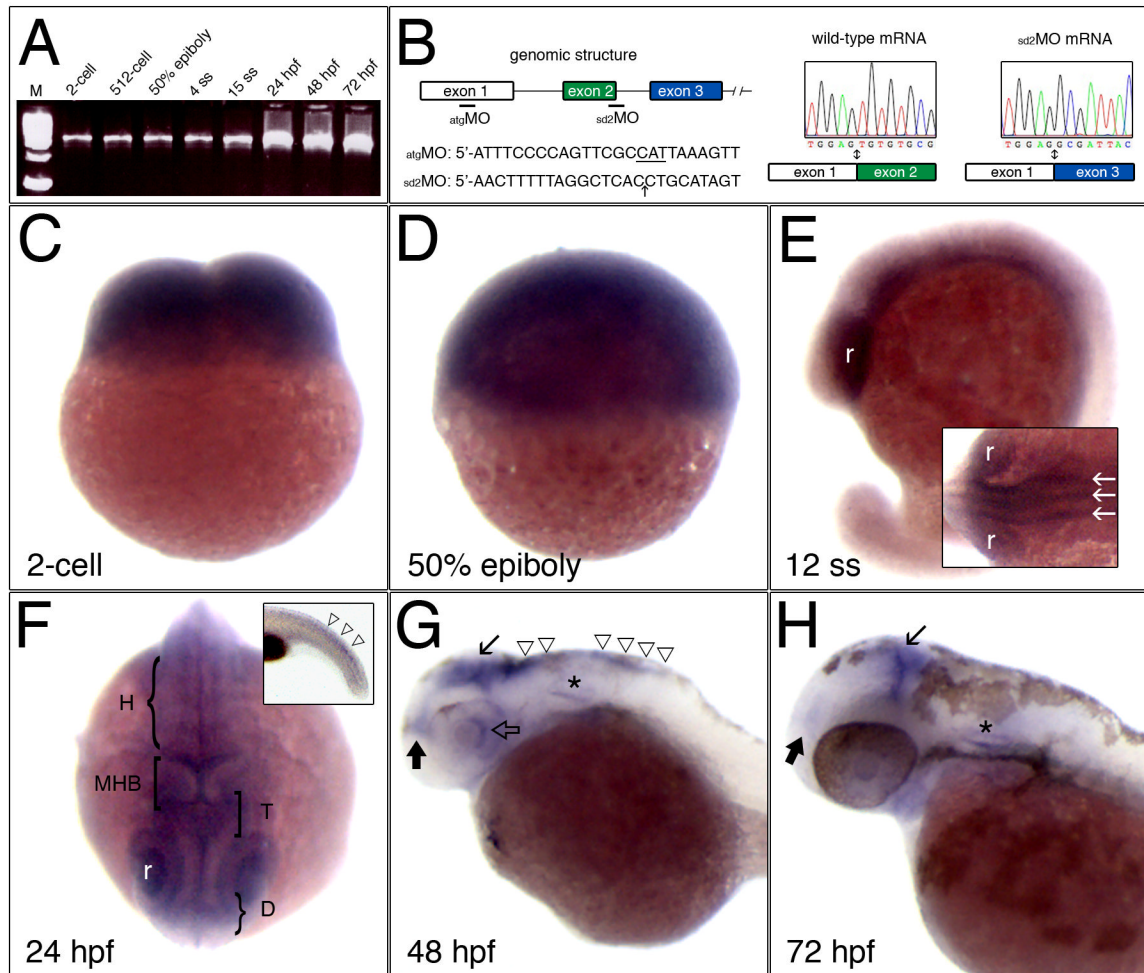 A
M 2-cell 512-cell 50% epiboly 4 ss 15 ss 24 hpf 48 hpf 72 hpf
B
genomic structure
exon 1 exon 2 exon 3
atgMO sd2MO
atgMO: 5'-ATTTCCCCAGTTCGCCATTAAAGTT
sd2MO: 5'-AACTTTTTAGGCTCACCTGCATAGT
wild-type mRNA
TGGAGTGTGTGCG
exon 1 exon 2
sd2MO mRNA
TGGAGGCGATTAC
exon 1 exon 3
C
2-cell
D
50% epiboly
E
r
r
r
12 ss
F
H
MHB
T
r
D
24 hpf
G
*
48 hpf
H
*
72 hpf